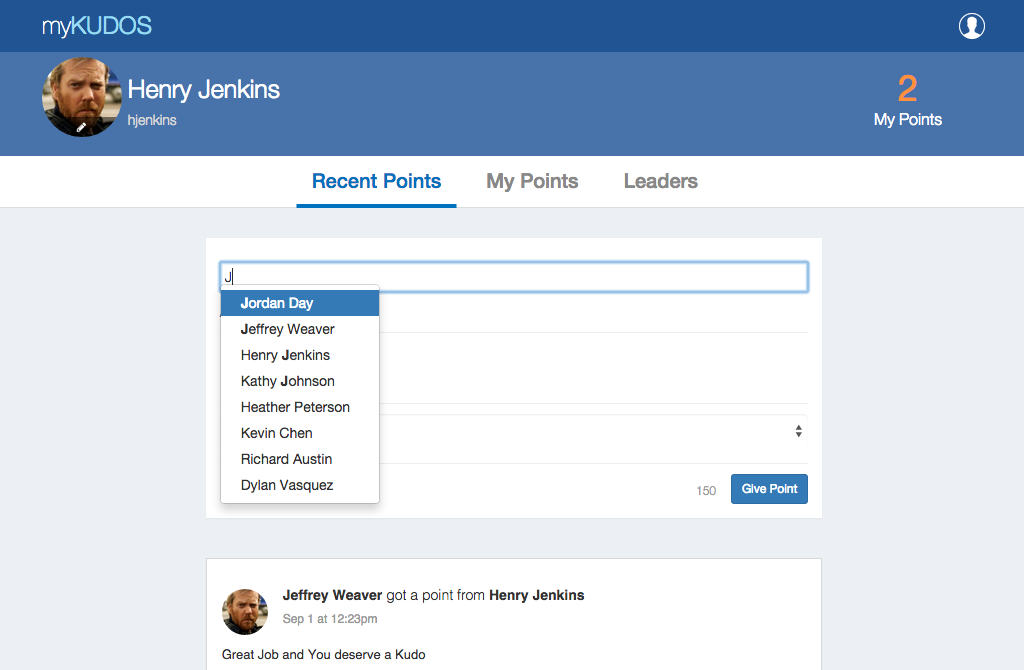 myKUDOS
Henry Jenkins
hjenkins
2
My Points
Recent Points
My Points
Leaders
J
Jordan Day
Jeffrey Weaver
Henry Jenkins
Kathy Johnson
Heather Peterson
Kevin Chen
Richard Austin
Dylan Vasquez
150
Give Point
Jeffrey Weaver got a point from Henry Jenkins
Sep 1 at 12:23pm
Great Job and You deserve a Kudo